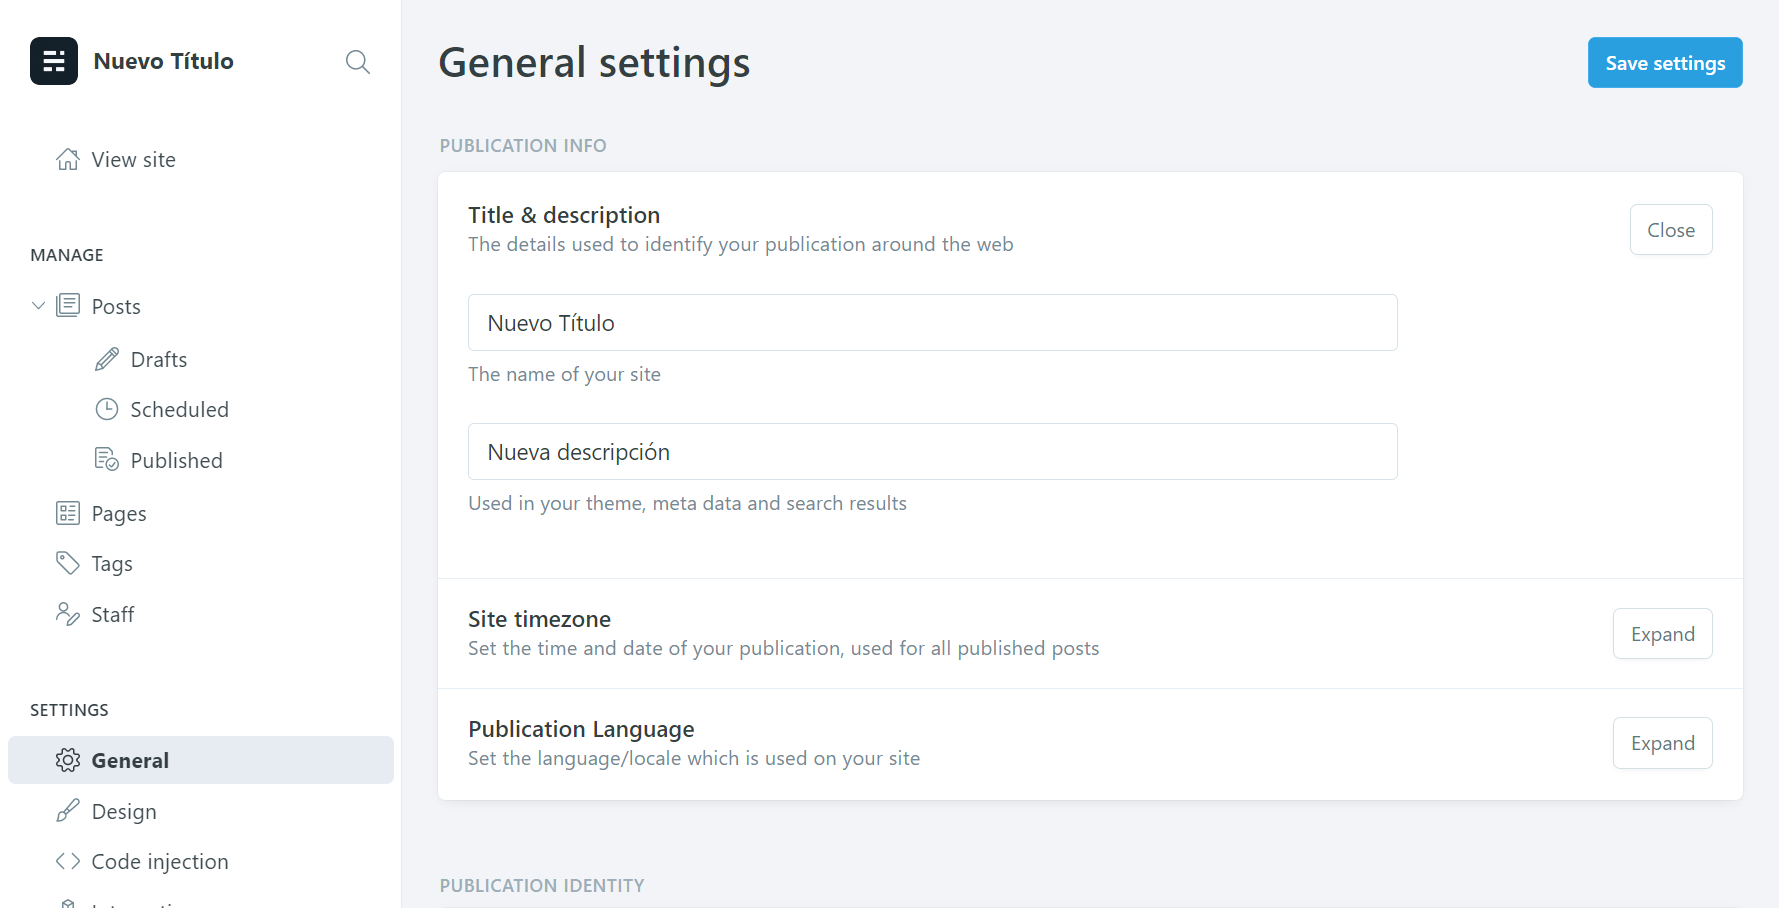 Nuevo Título
View site
MANAGE
Posts
Drafts
Scheduled
Published
Pages
Tags
Staff
SETTINGS
General
Design
Code injection
General settings
Save settings
PUBLICATION INFO
Title & description
The details used to identify your publication around the web
Close
Nuevo Título
The name of your site
Nueva descripción
Used in your theme, meta data and search results
Site timezone
Set the time and date of your publication, used for all published posts
Expand
Publication Language
Set the language/locale which is used on your site
Expand
PUBLICATION IDENTITY